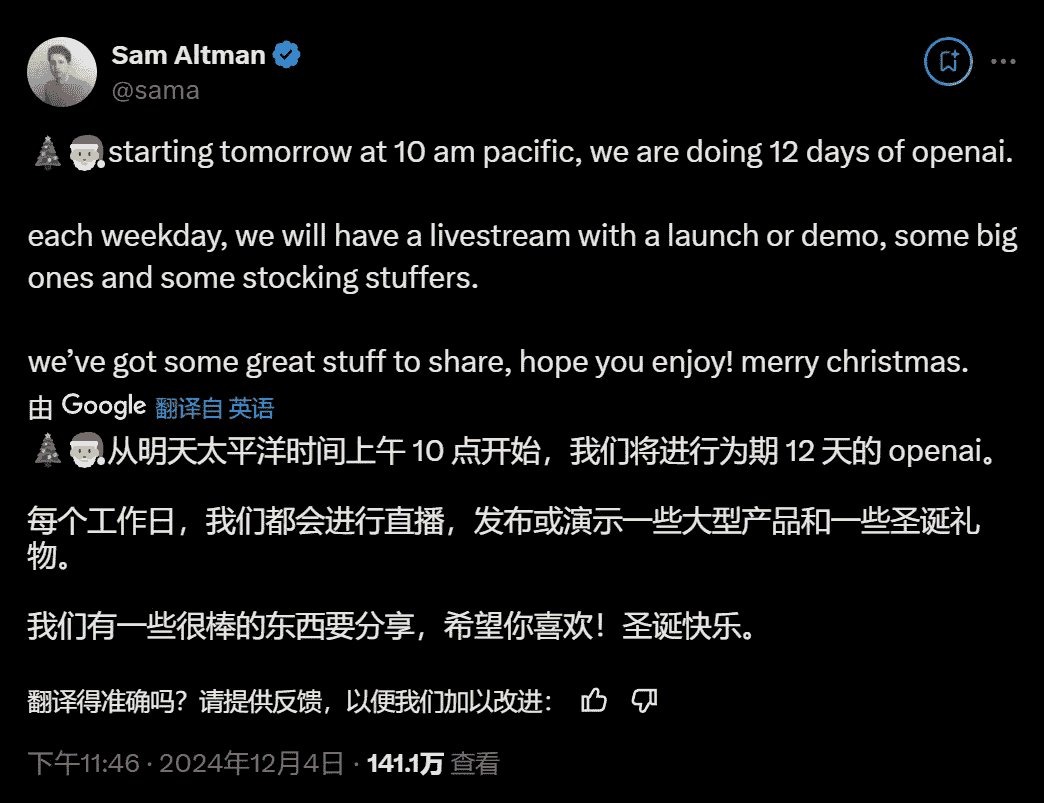 Sam Altman
@sama
🎄🎅starting tomorrow at 10 am pacific, we are doing 12 days of openai.
each weekday, we will have a livestream with a launch or demo, some big
ones and some stocking stuffers.
we’ve got some great stuff to share, hope you enjoy! merry christmas.
由 Google 翻译自 英语
🎄🎅从明天太平洋时间上午 10 点开始，我们将进行为期 12 天的 openai。
每个工作日，我们都会进行直播，发布或演示一些大型产品和一些圣诞礼
物。
我们有一些很棒的东西要分享，希望你喜欢！圣诞快乐。
翻译得准确吗？请提供反馈，以便我们加以改进：
下午11:46 · 2024年12月4日 · 141.1万 查看